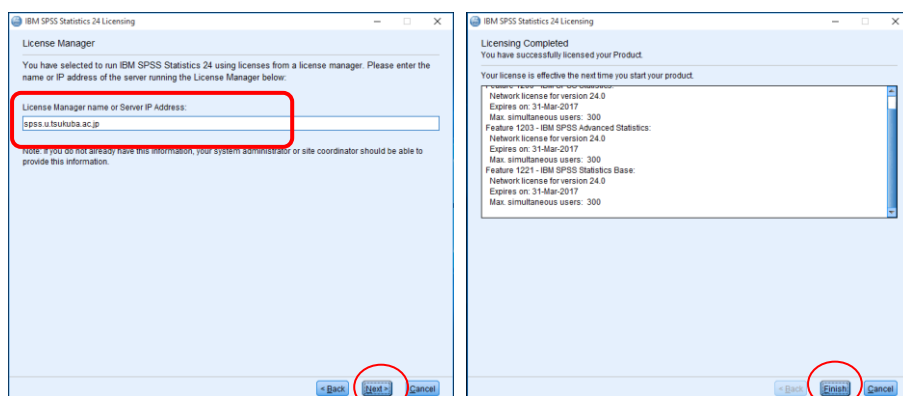 IBM SPSS Statistics 24 Licensing
License Manager
You have selected to run IBM SPSS Statistics 24 using licenses from a license manager. Please enter the
name or IP address of the server running the License Manager below:
License Manager name or Server IP Address:
spss.u.tsukuba.ac.jp
Note: If you do not already have this information, your system administrator or site coordinator should be able to
provide this information.
< Back
Next >
Cancel
IBM SPSS Statistics 24 Licensing
Licensing Completed
You have successfully licensed your Product.
Your license is effective the next time you start your product.
Network license for version 24.0
Expires on: 31-Mar-2017
Max. simultaneous users: 300
Feature 1203 - IBM SPSS Advanced Statistics:
Network license for version 24.0
Expires on: 31-Mar-2017
Max. simultaneous users: 300
Feature 1221 - IBM SPSS Statistics Base:
Network license for version 24.0
Expires on: 31-Mar-2017
Max. simultaneous users: 300
< Back
Finish
Cancel